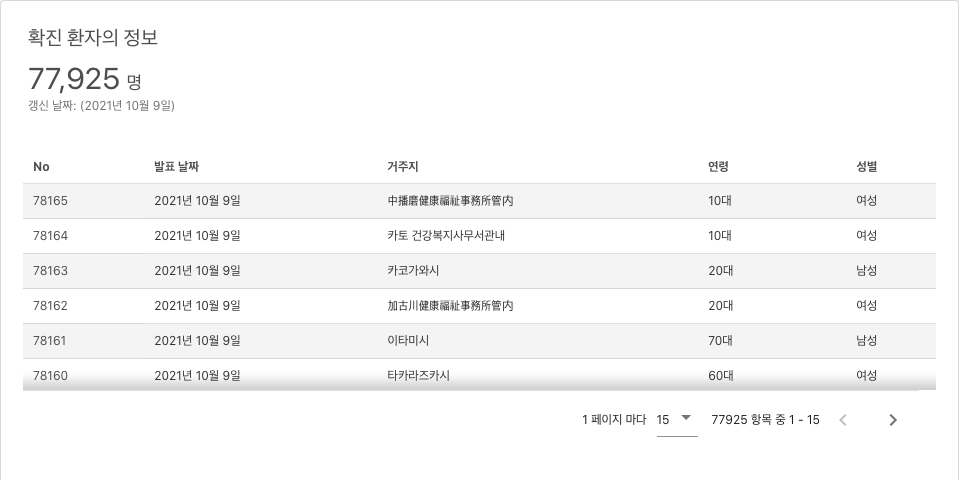 확진 환자의 정보
77,925 명
갱신 날짜: (2021년 10월 9일)
No 발표 날짜 거주지 연령 성별
78165 2021년 10월 9일 中播磨健康福祉事務所管内 10대 여성
78164 2021년 10월 9일 카토 건강복지사무서관내 10대 여성
78163 2021년 10월 9일 카코가와시 20대 남성
78162 2021년 10월 9일 加古川健康福祉事務所管内 20대 여성
78161 2021년 10월 9일 이타미시 70대 남성
78160 2021년 10월 9일 타카라즈카시 60대 여성
1 페이지 마다 15 77925 항목 중 1 - 15